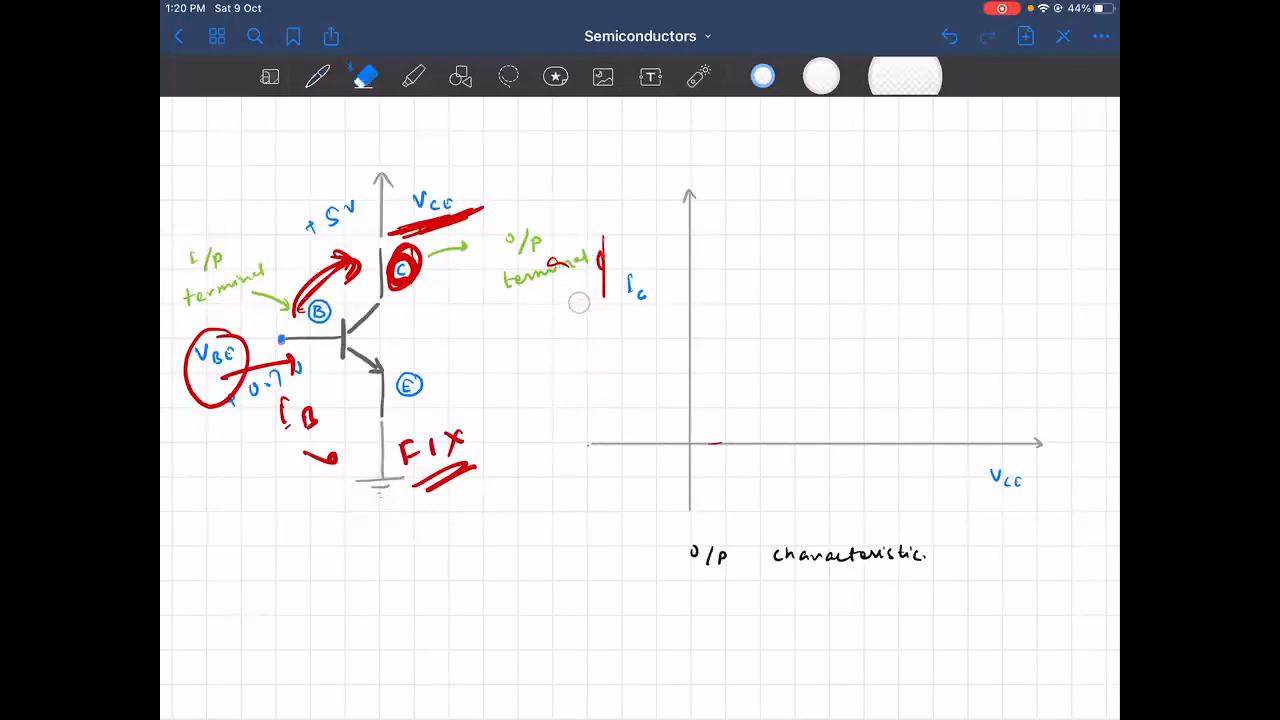 1:20 PM Sat 9 Oct
44%
Semiconductors
T
+5V
VCE
I/p
terminal
O/p
terminal
C
B
Ic
VBE
+ 0.7V
E
IB
FIX
VCE
O/p characteristic.